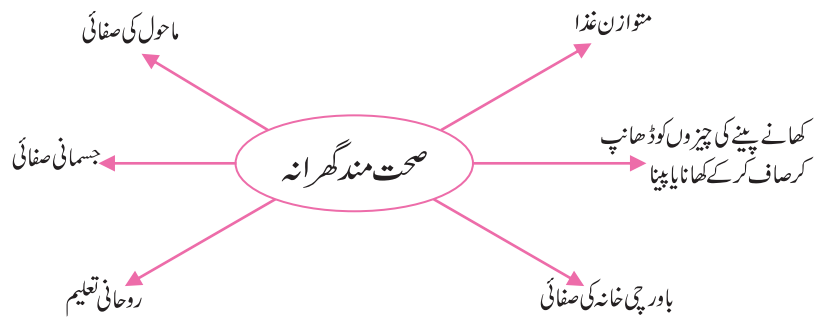 متوازن غذا
ماحول کی صفائی
کھانے پینے کی چیزوں کو ڈھانپ
کر صاف کر کے کھانا یا پینا
صحت مند گھرانہ
جسمانی صفائی
باورچی خانہ کی صفائی
روحانی تعلیم